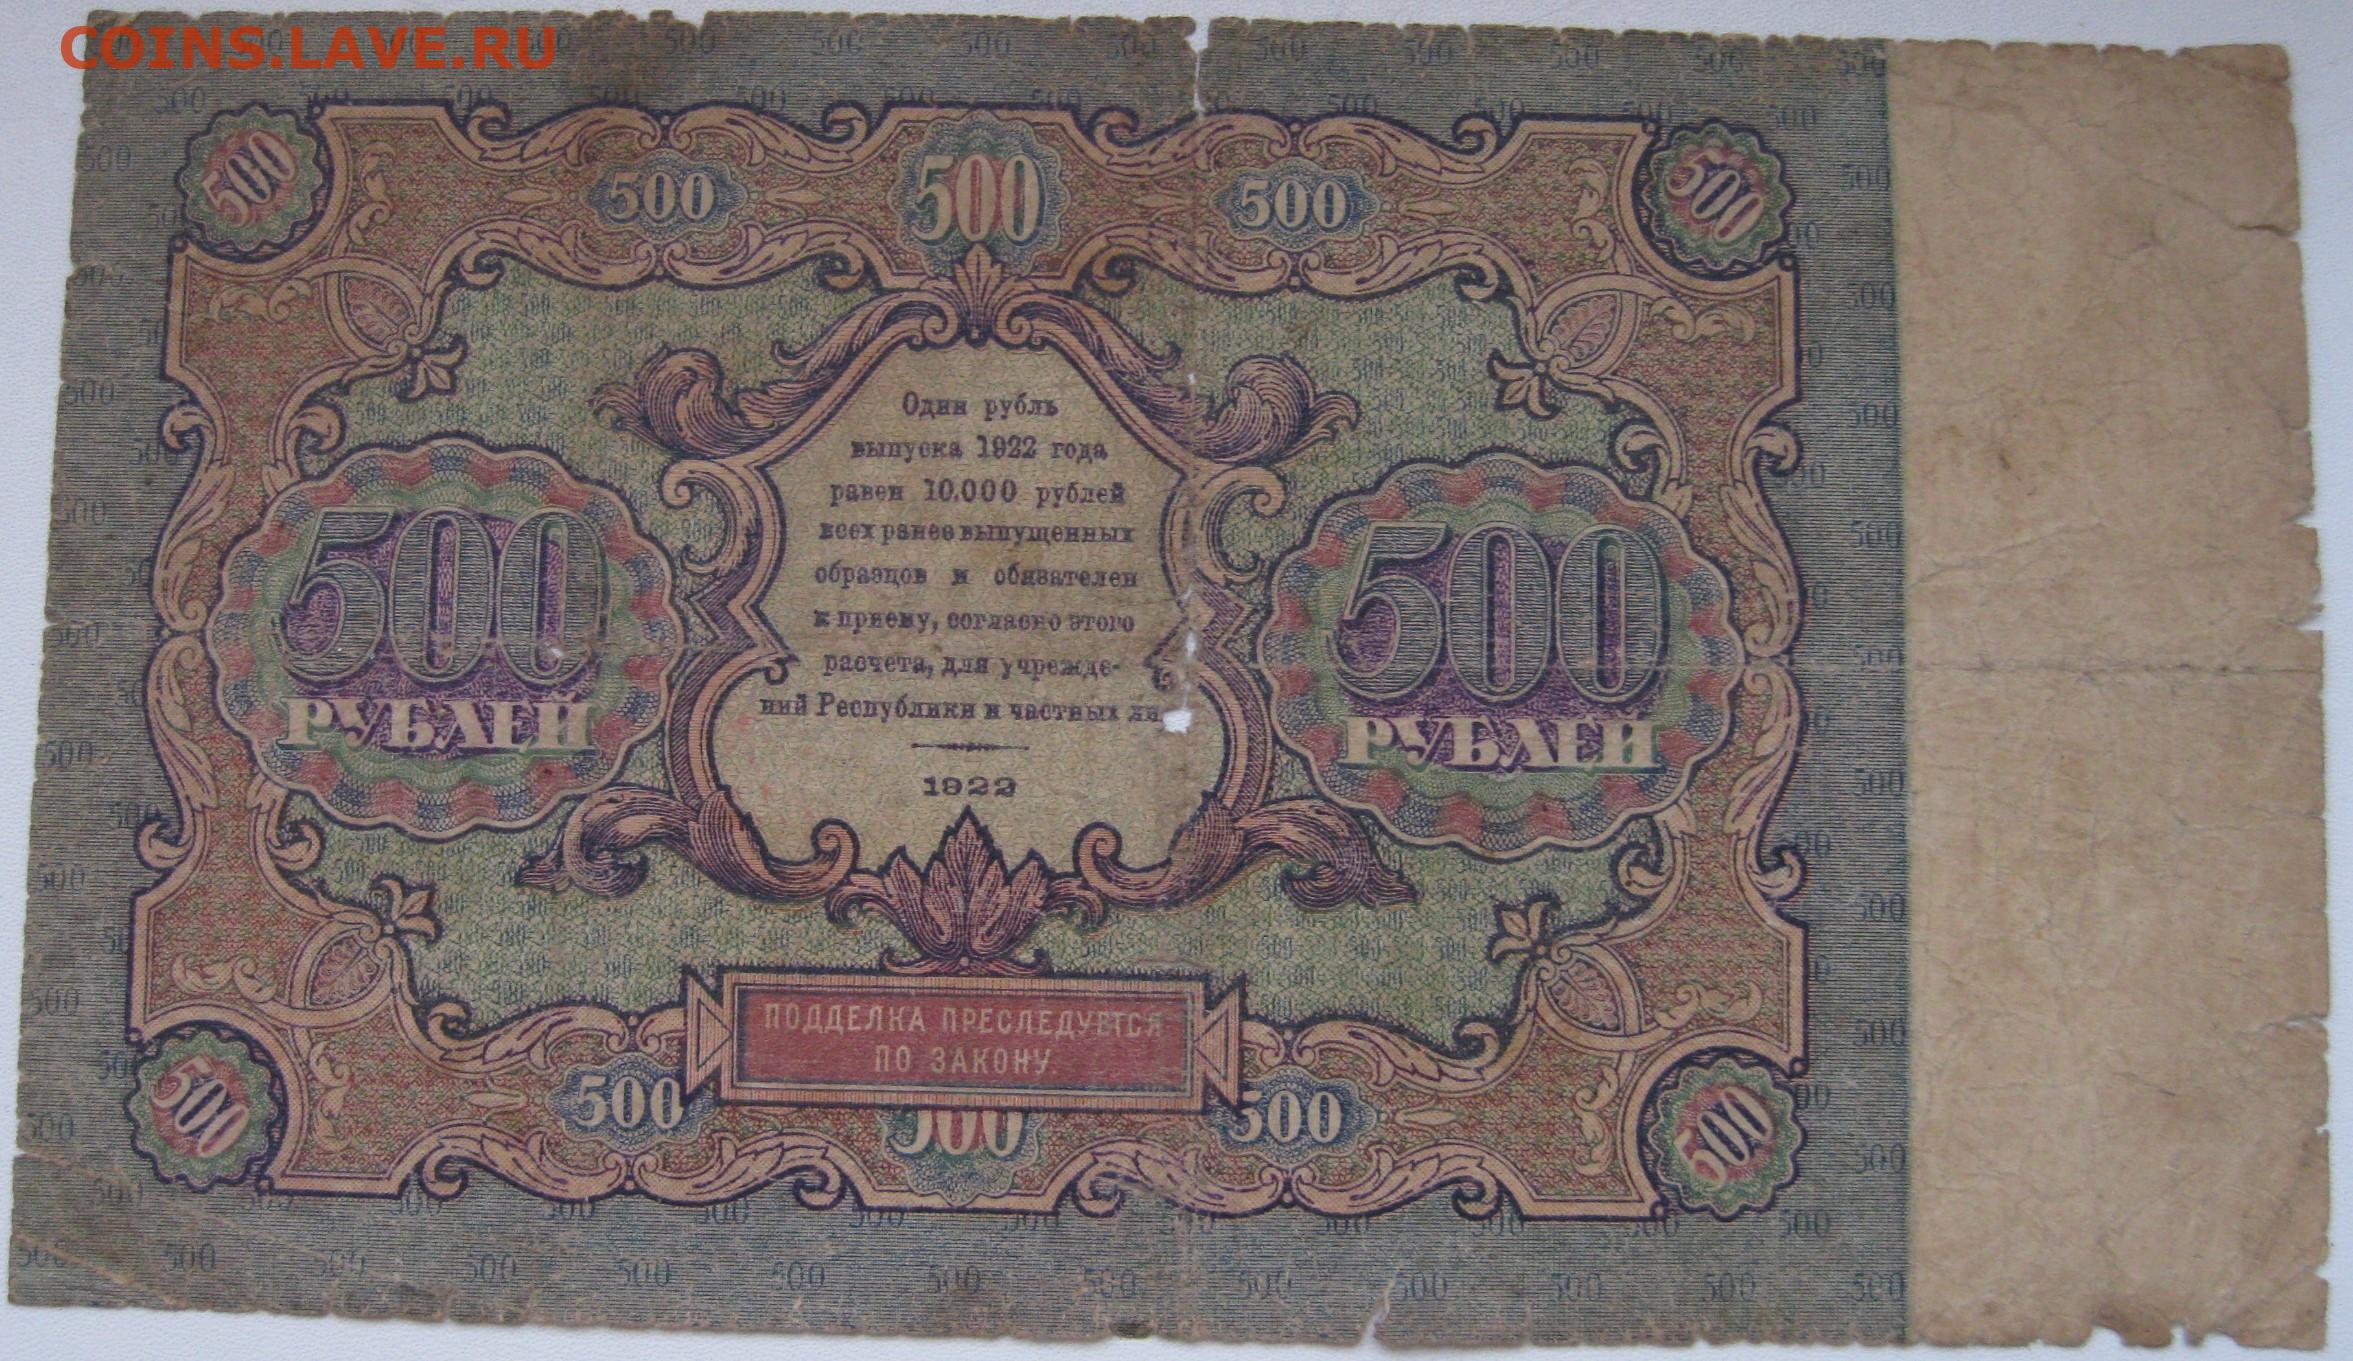 COINS.LAVE.RU
500
500 500 500
500
Один рубль
выпуска 1922 года
равен 10.000 рублей
всех ранее выпущенных
образцов и обязателен
к приему, согласно этого
расчета, для учрежде-
ний Республики и частных ли
1922
500
РУБЛЕЙ
500
РУБЛЕЙ
ПОДДЕЛКА ПРЕСЛЕДУЕТСЯ
ПО ЗАКОНУ.
500
500 500 500
500